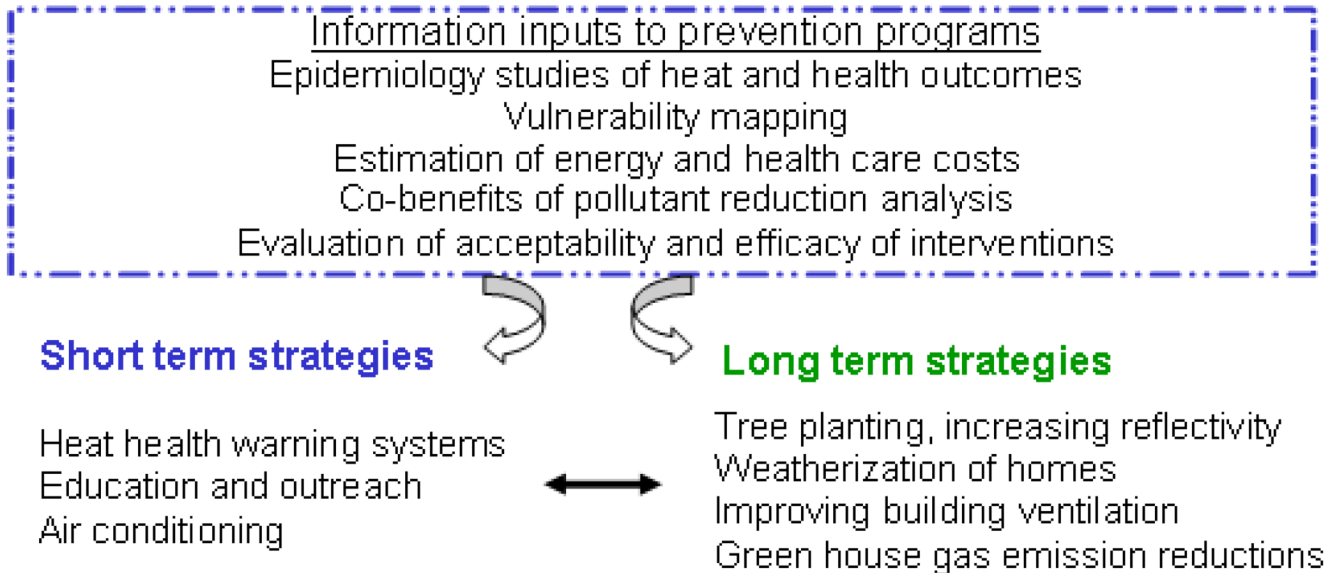 Information inputs to prevention programs
Epidemiology studies of heat and health outcomes
Vulnerability mapping
Estimation of energy and health care costs
Co-benefits of pollutant reduction analysis
Evaluation of acceptability and efficacy of interventions
Short term strategies
Heat health warning systems
Education and outreach
Air conditioning
Long term strategies
Tree planting, increasing reflectivity
Weatherization of homes
Improving building ventilation
Green house gas emission reductions